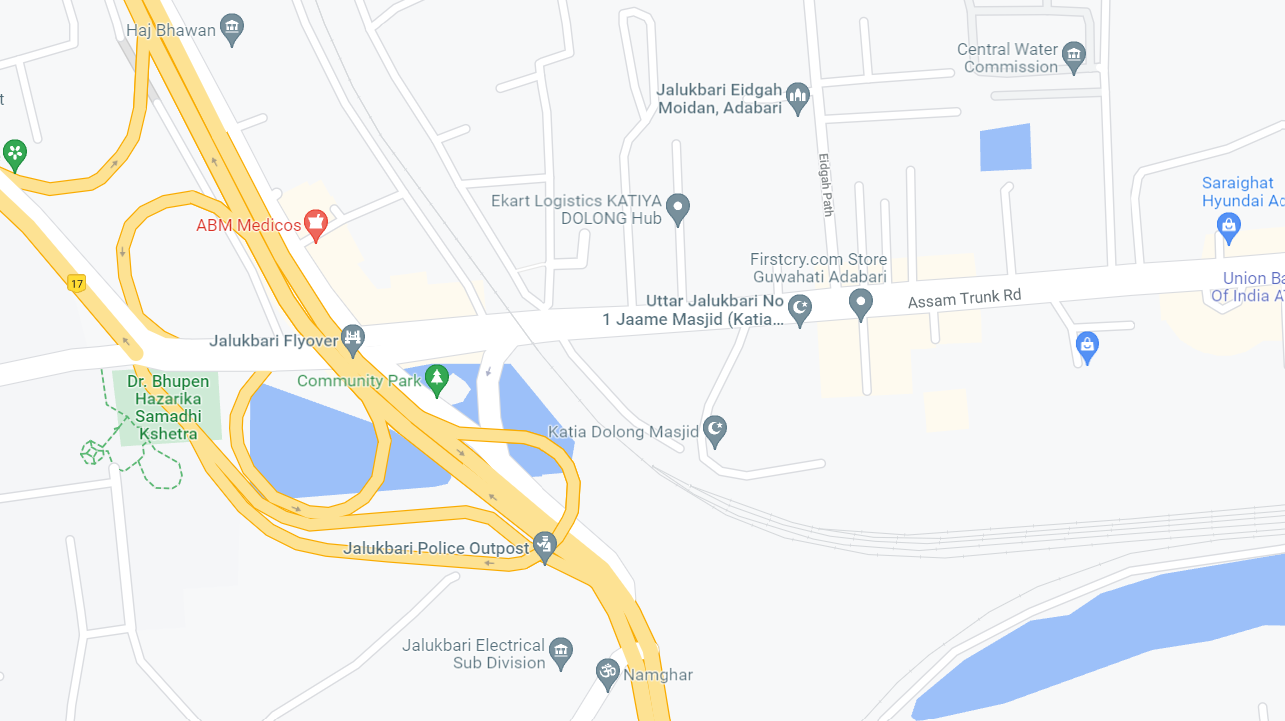 Haj Bhawan
Central Water
Commission
t
Jalukbari Eidgah
Moidan, Adabari
Eidgah Path
Saraighat
Hyundai Ad
Ekart Logistics KATIYA
DOLONG Hub
ABM Medicos
Firstcry.com Store
Guwahati Adabari
17
Union Ba
Of India AT
Uttar Jalukbari No
1 Jaame Masjid (Katia...
Assam Trunk Rd
Jalukbari Flyover
Community Park
Dr. Bhupen
Hazarika
Samadhi
Kshetra
Katia Dolong Masjid
Jalukbari Police Outpost
Jalukbari Electrical
Sub Division
Namghar